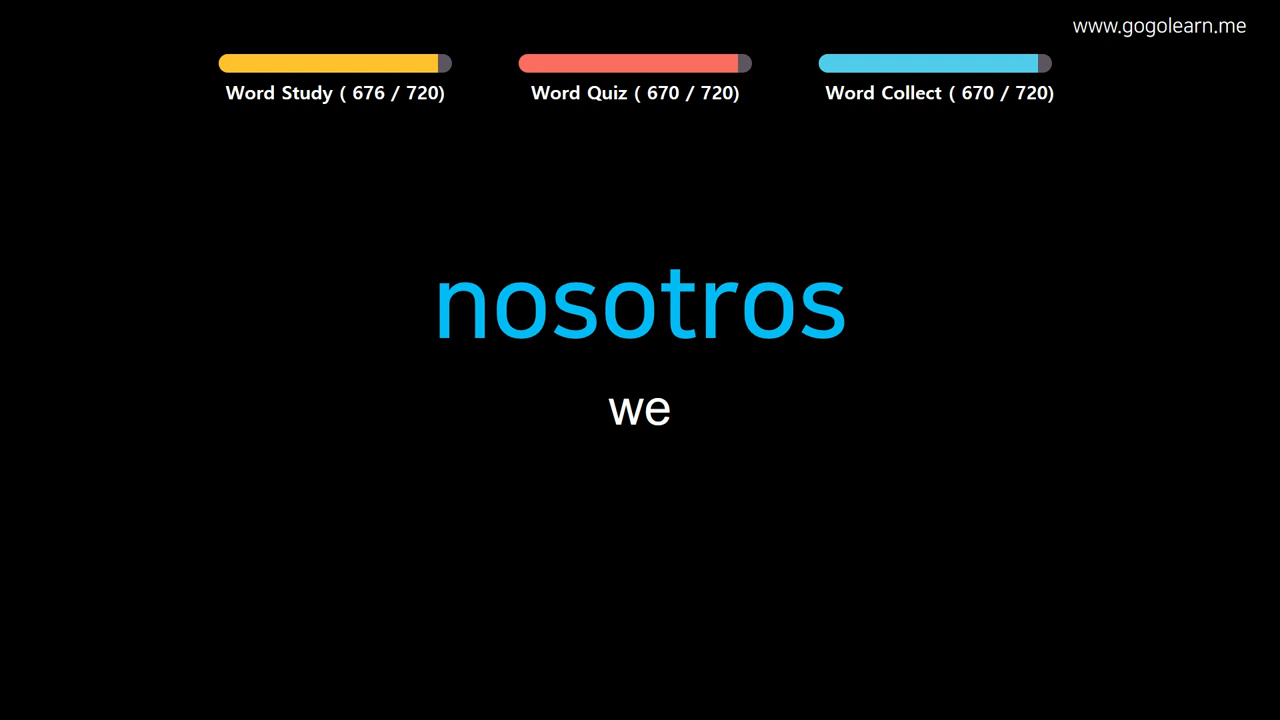 www.gogolearn.me
Word Study ( 676 / 720)
Word Quiz ( 670 / 720)
Word Collect ( 670 / 720)
nosotros
we